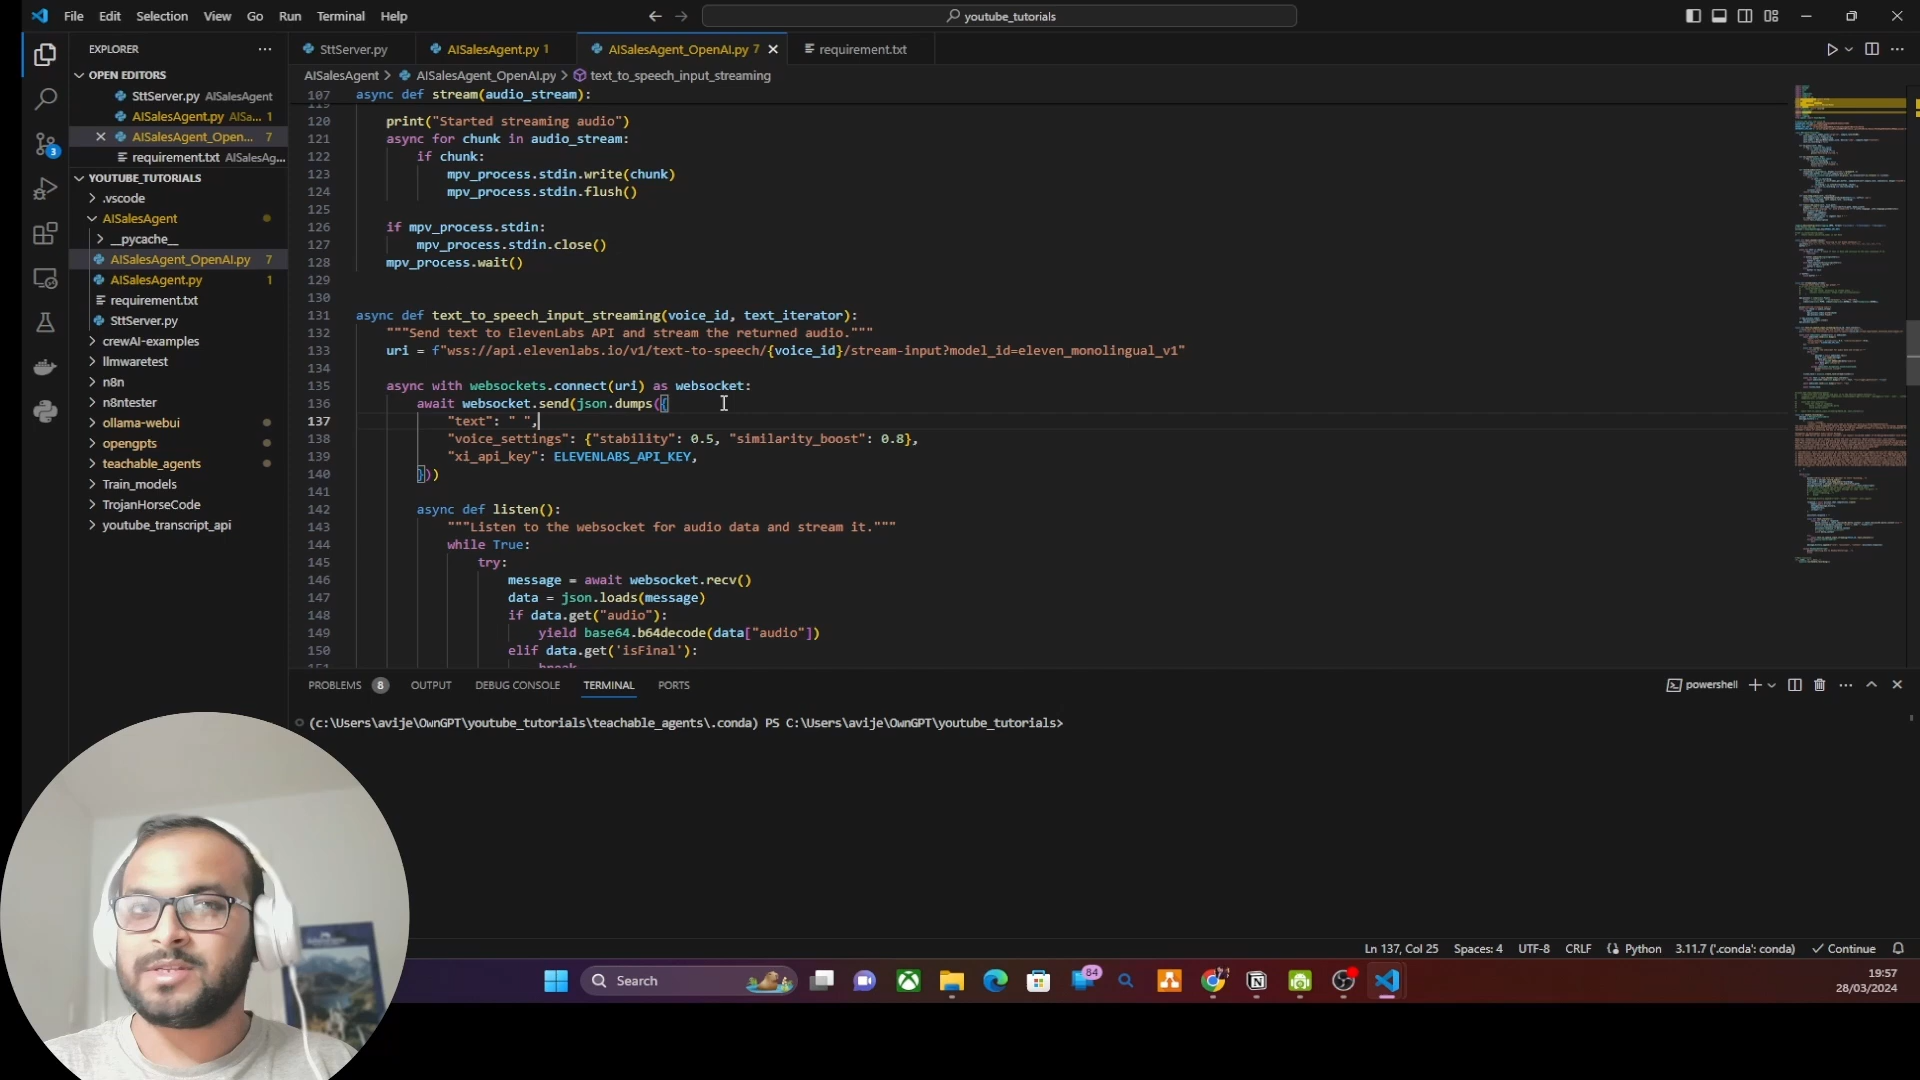 File Edit Selection View Go Run Terminal Help
youtube_tutorials
EXPLORER
OPEN EDITORS
SttServer.py AISalesAgent
AISalesAgent.py AISa... 1
AISalesAgent_Open... 7
requirement.txt AISalesAg...
YOUTUBE_TUTORIALS
.vscode
AISalesAgent
__pycache__
AISalesAgent_OpenAI.py 7
AISalesAgent.py 1
requirement.txt
SttServer.py
crewAI-examples
llmwaretest
n8n
n8ntester
ollama-webui
opengpts
teachable_agents
Train_models
TrojanHorseCode
youtube_transcript_api
3
SttServer.py
AISalesAgent.py 1
AISalesAgent_OpenAI.py 7
requirement.txt
AISalesAgent > AISalesAgent_OpenAI.py > text_to_speech_input_streaming
107 async def stream(audio_stream):
119
120 print("Started streaming audio")
121 async for chunk in audio_stream:
122 if chunk:
123 mpv_process.stdin.write(chunk)
124 mpv_process.stdin.flush()
125
126 if mpv_process.stdin:
127 mpv_process.stdin.close()
128 mpv_process.wait()
129
130
131 async def text_to_speech_input_streaming(voice_id, text_iterator):
132 """Send text to ElevenLabs API and stream the returned audio."""
133 uri = f"wss://api.elevenlabs.io/v1/text-to-speech/{voice_id}/stream-input?model_id=eleven_monolingual_v1"
134
135 async with websockets.connect(uri) as websocket:
136 await websocket.send(json.dumps({
137 "text": " ",
138 "voice_settings": {"stability": 0.5, "similarity_boost": 0.8},
139 "xi_api_key": ELEVENLABS_API_KEY,
140 }))
141
142 async def listen():
143 """Listen to the websocket for audio data and stream it."""
144 while True:
145 try:
146 message = await websocket.recv()
147 data = json.loads(message)
148 if data.get("audio"):
149 yield base64.b64decode(data["audio"])
150 elif data.get('isFinal'):
151 break
PROBLEMS 8 OUTPUT DEBUG CONSOLE TERMINAL PORTS
powershell
(c:\Users\avije\OwnGPT\youtube_tutorials\teachable_agents\.conda) PS C:\Users\avije\OwnGPT\youtube_tutorials>
Ln 137, Col 25 Spaces: 4 UTF-8 CRLF Python 3.11.7 ('.conda': conda) Continue
Search
84
19:57
28/03/2024